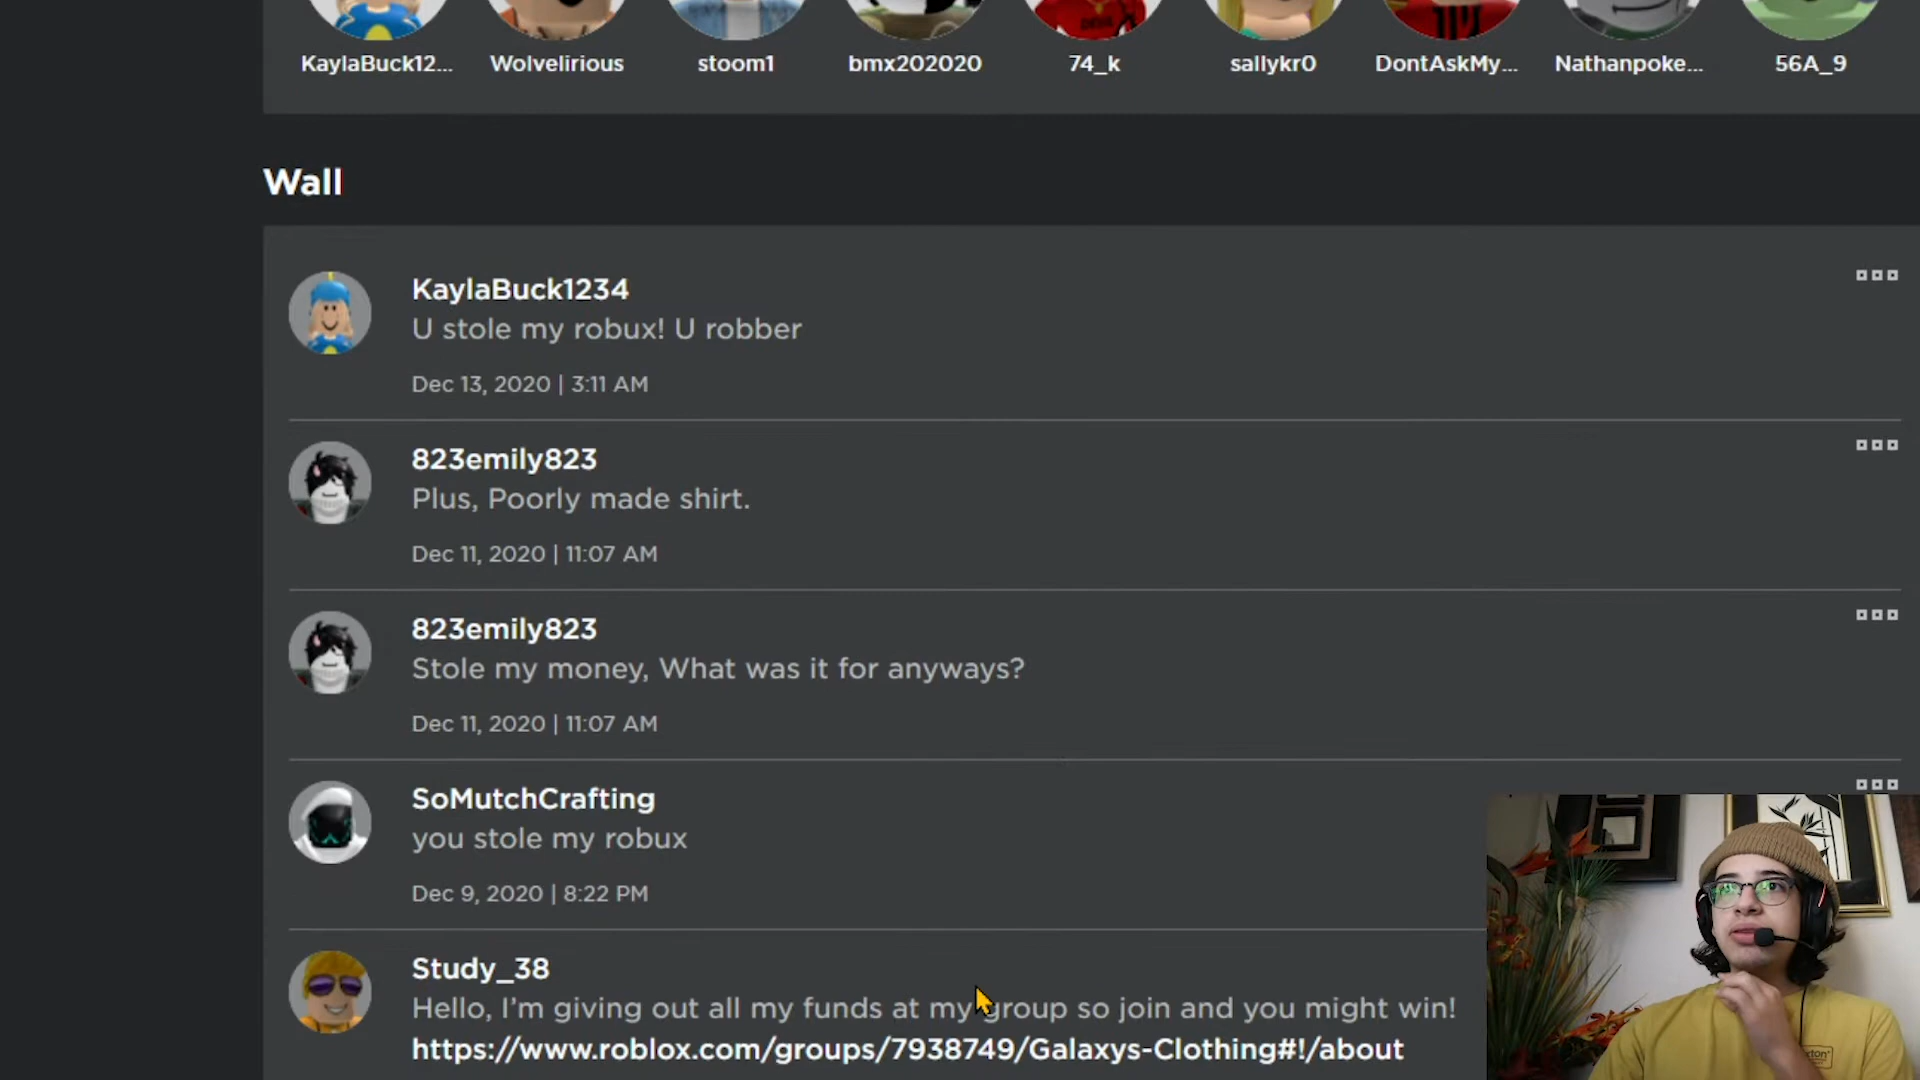 KaylaBuck12... Wolvelirious stoom1 bmx202020 74_k sallykr0 DontAskMy... Nathanpoke... 56A_9
Wall
KaylaBuck1234
U stole my robux! U robber
Dec 13, 2020 | 3:11 AM
823emily823
Plus, Poorly made shirt.
Dec 11, 2020 | 11:07 AM
823emily823
Stole my money, What was it for anyways?
Dec 11, 2020 | 11:07 AM
SoMutchCrafting
you stole my robux
Dec 9, 2020 | 8:22 PM
Study_38
Hello, I'm giving out all my funds at my group so join and you might win!
https://www.roblox.com/groups/7938749/Galaxys-Clothing#!/about